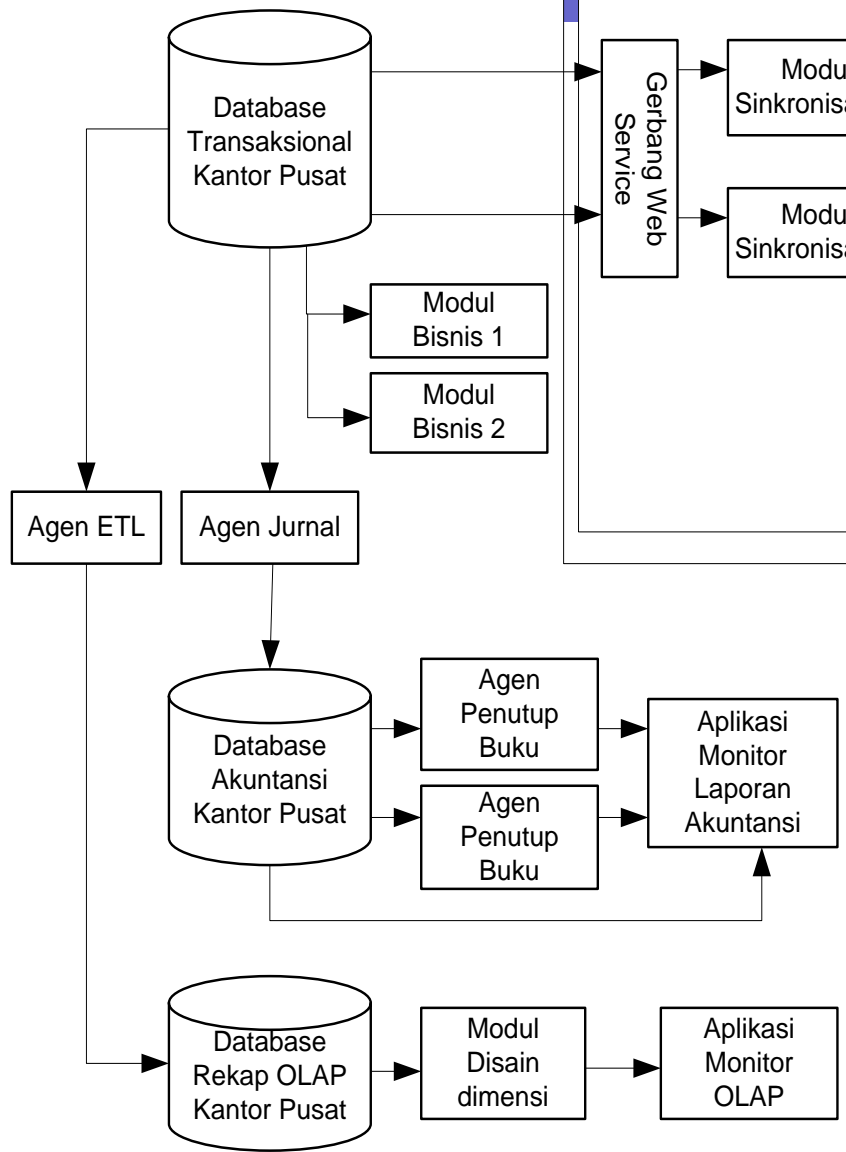 Database
Transaksional
Kantor Pusat
Gerbang Web
Service
Modul
Bisnis 1
Modul
Bisnis 2
Agen ETL
Agen Jurnal
Database
Akuntansi
Kantor Pusat
Agen
Penutup
Buku
Agen
Penutup
Buku
Aplikasi
Monitor
Laporan
Akuntansi
Database
Rekap OLAP
Kantor Pusat
Modul
Disain
dimensi
Aplikasi
Monitor
OLAP